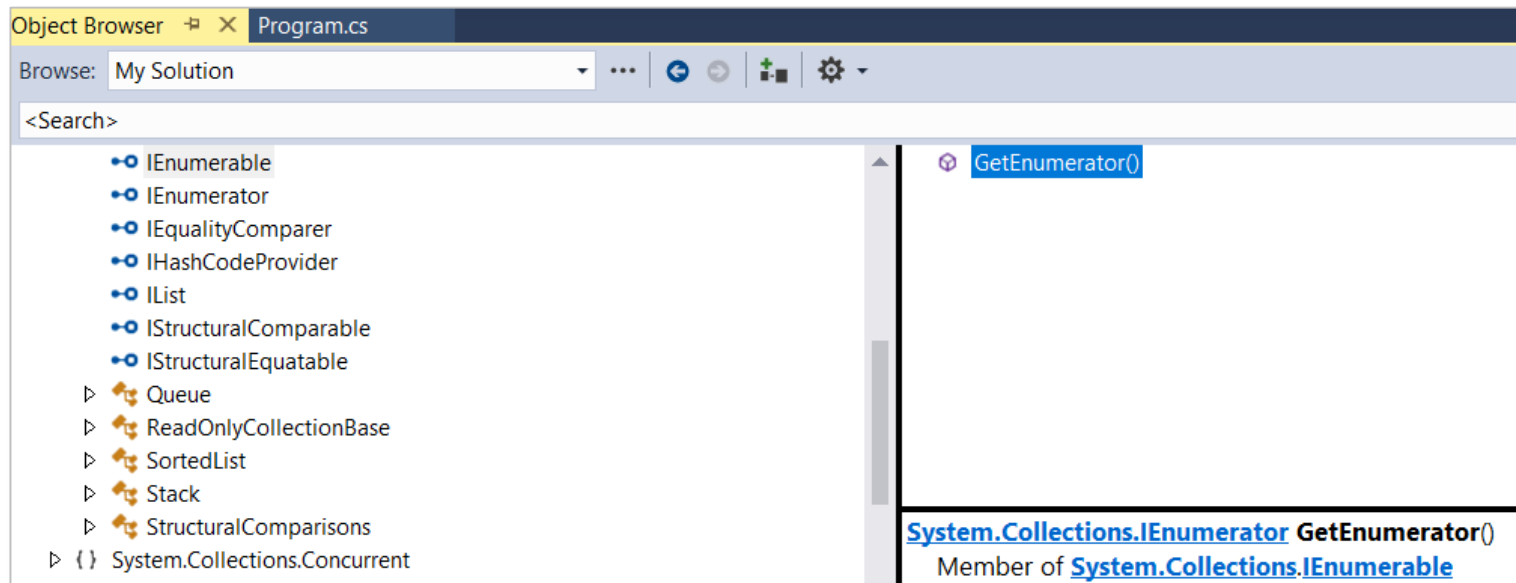 Object Browser Program.cs
Browse: My Solution
<Search>
IEnumerable
IEnumerator
IEqualityComparer
IHashCodeProvider
IList
IStructuralComparable
IStructuralEquatable
Queue
ReadOnlyCollectionBase
SortedList
Stack
StructuralComparisons
{ } System.Collections.Concurrent
GetEnumerator()
System.Collections.IEnumerator GetEnumerator()
Member of System.Collections.IEnumerable